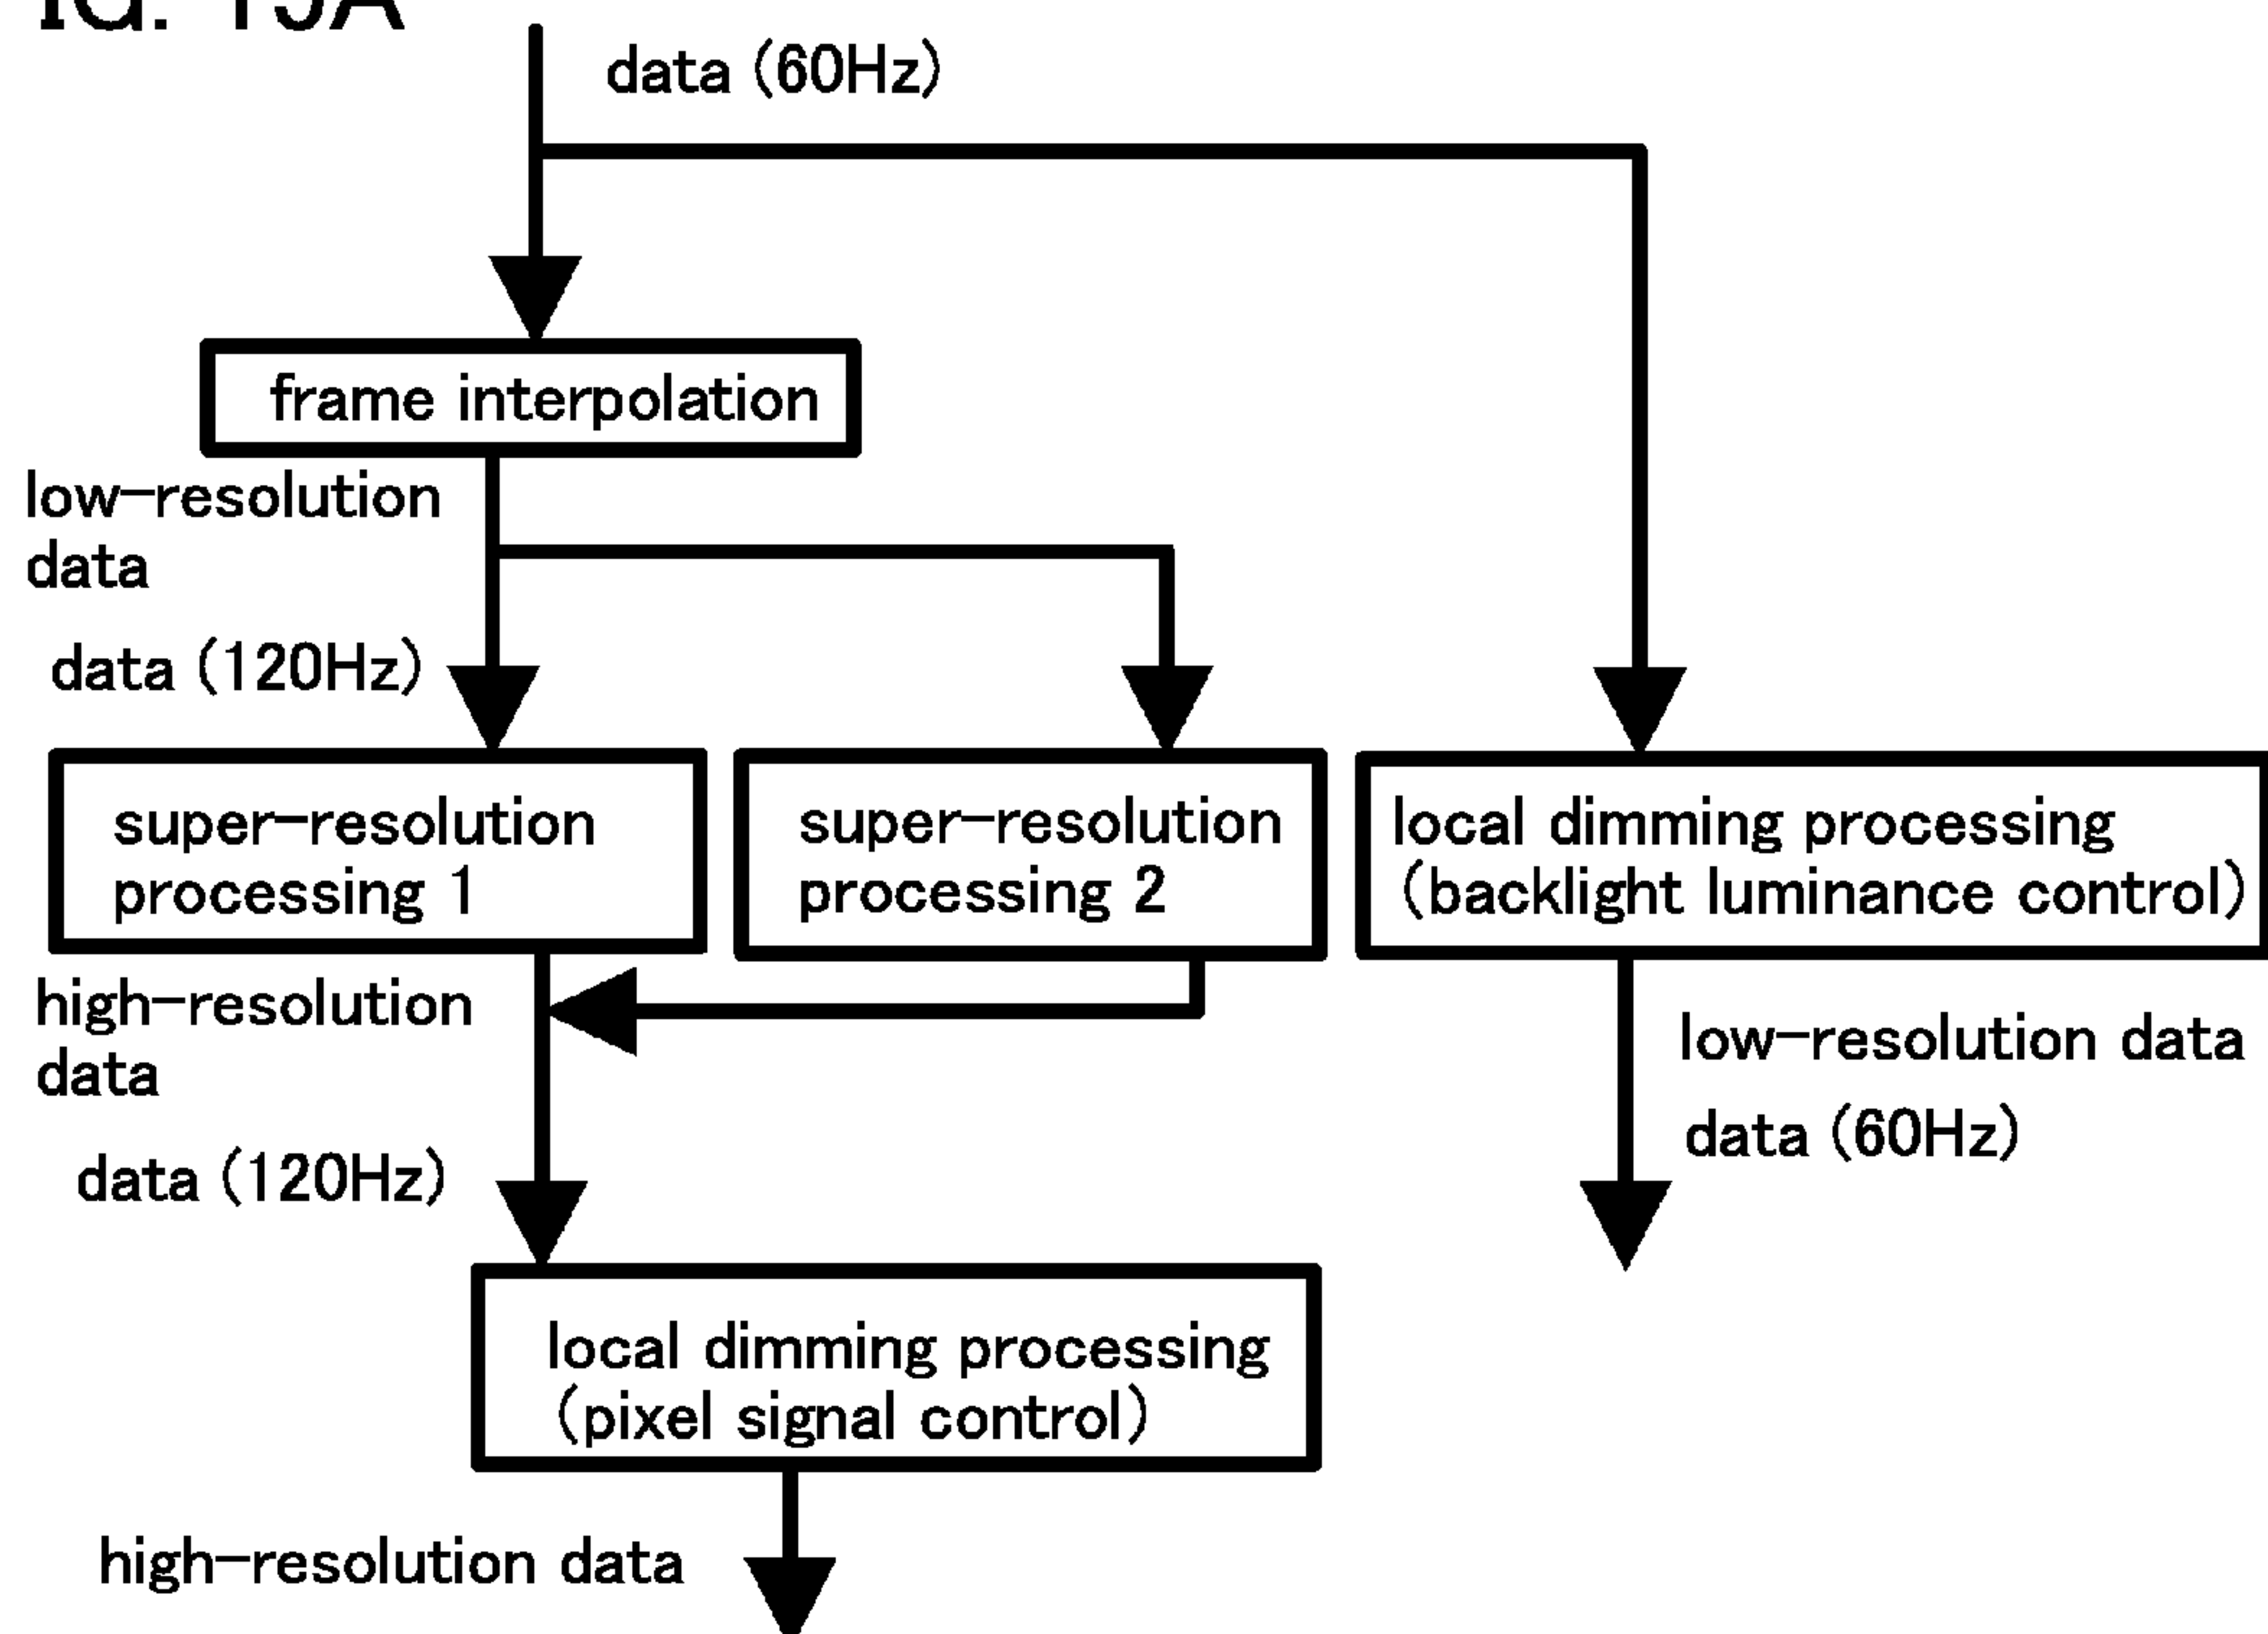 data (60Hz)
frame interpolation
low-resolution
data
data (120Hz)
super-resolution
processing 1
super-resolution
processing 2
local dimming processing
(backlight luminance control)
high-resolution
data
data (120Hz)
low-resolution data
data (60Hz)
local dimming processing
(pixel signal control)
high-resolution data